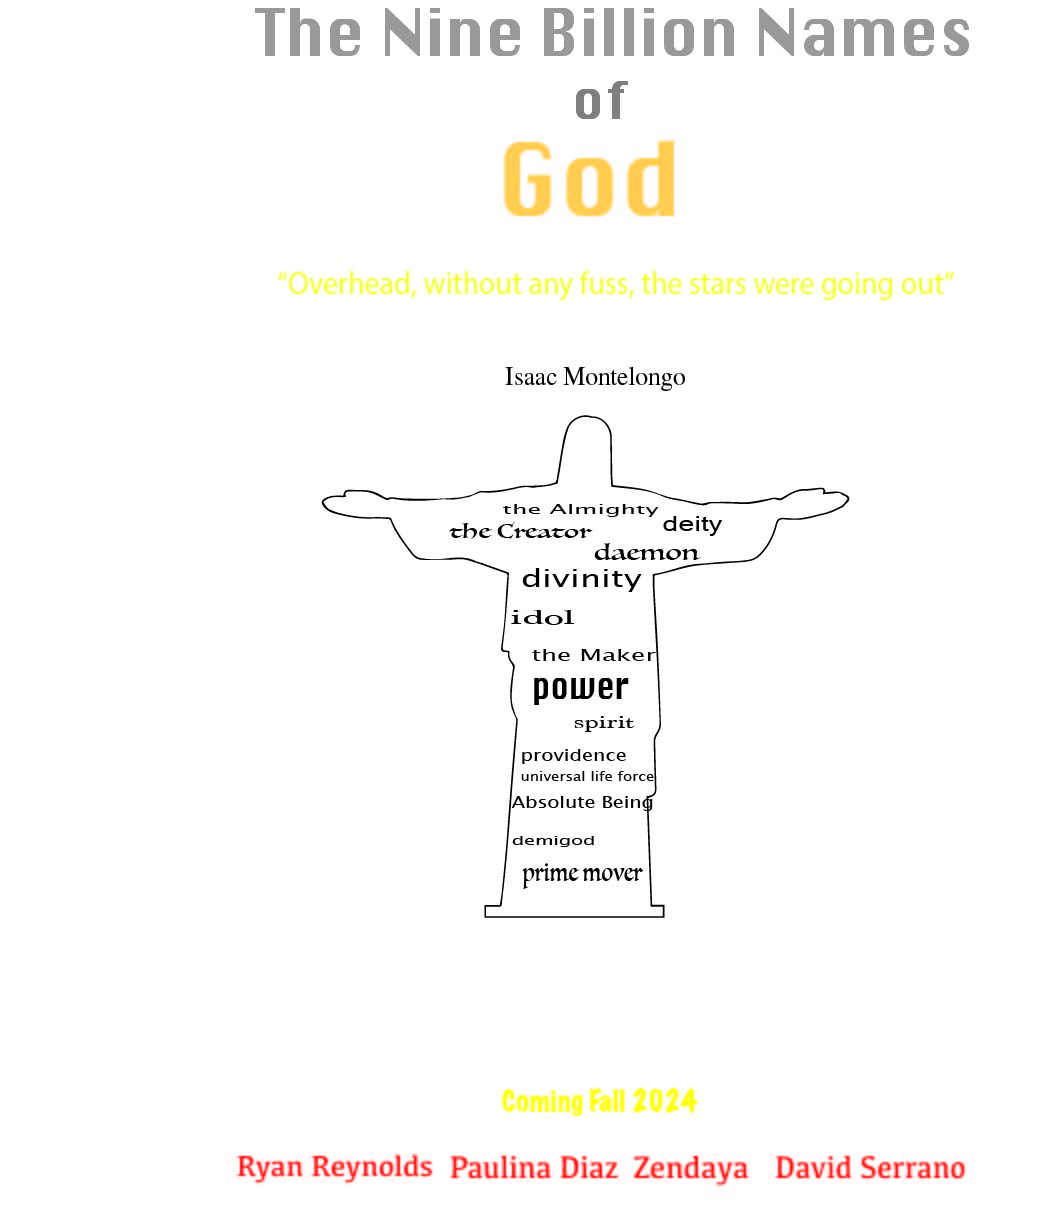 The Nine Billion Names
of
God
“Overhead, without any fuss, the stars were going out”
Isaac Montelongo
the Almighty
deity
the Creator
daemon
divinity
idol
the Maker
power
spirit
providence
universal life force
Absolute Being
demigod
prime mover
Coming Fall 2024
Ryan Reynolds Paulina Diaz Zendaya David Serrano